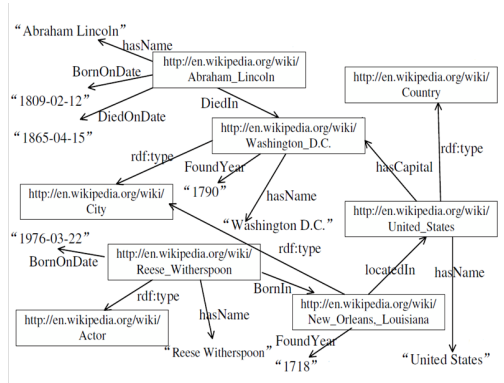 “Abraham Lincoln”
hasName
http://en.wikipedia.org/wiki/
Abraham_Lincoln
BornOnDate
“1809-02-12”
DiedOnDate
“1865-04-15”
DiedIn
http://en.wikipedia.org/wiki/
Country
http://en.wikipedia.org/wiki/
Washington_D.C.
rdf:type
rdf:type
FoundYear
“1790”
hasCapital
hasName
http://en.wikipedia.org/wiki/
City
“Washington D.C.”
http://en.wikipedia.org/wiki/
United_States
“1976-03-22”
rdf:type
BornOnDate
http://en.wikipedia.org/wiki/
Reese_Witherspoon
locatedIn
hasName
rdf:type
BornIn
http://en.wikipedia.org/wiki/
New_Orleans,_Louisiana
hasName
http://en.wikipedia.org/wiki/
Actor
FoundYear
“Reese Witherspoon”
“1718”
“United States”